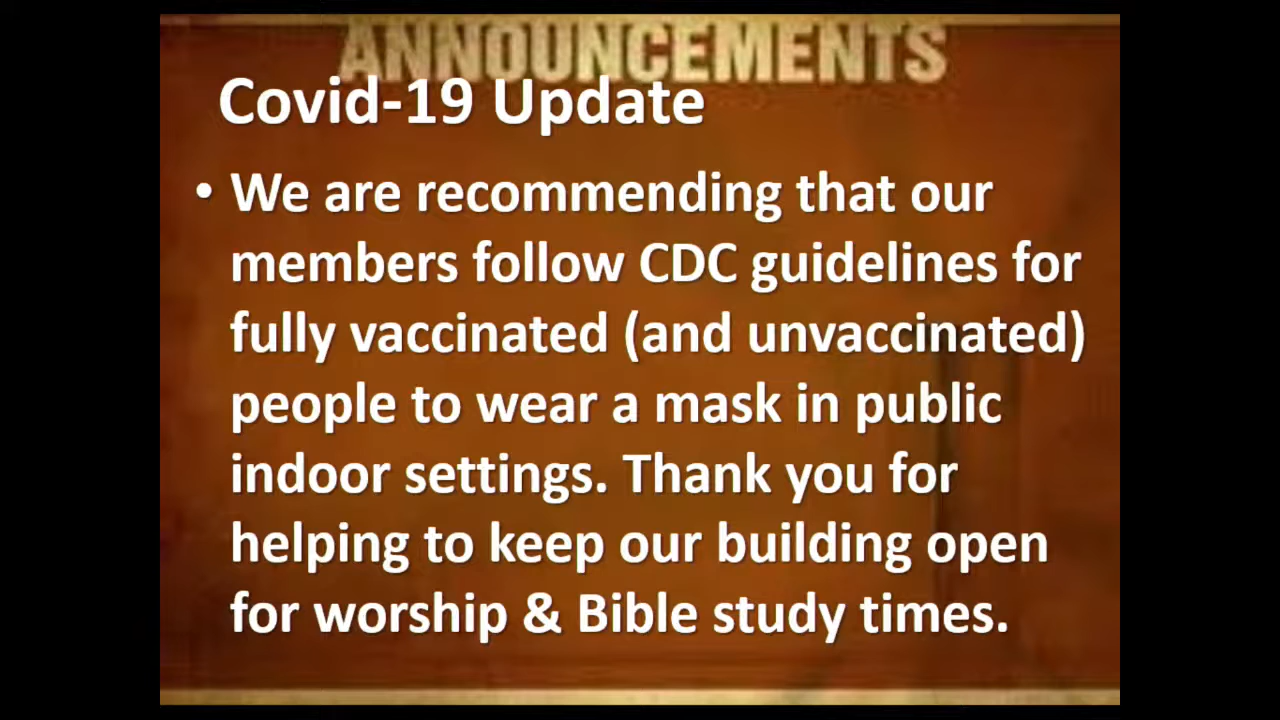 ANNOUNCEMENTS
Covid-19 Update
• We are recommending that our
members follow CDC guidelines for
fully vaccinated (and unvaccinated)
people to wear a mask in public
indoor settings. Thank you for
helping to keep our building open
for worship & Bible study times.